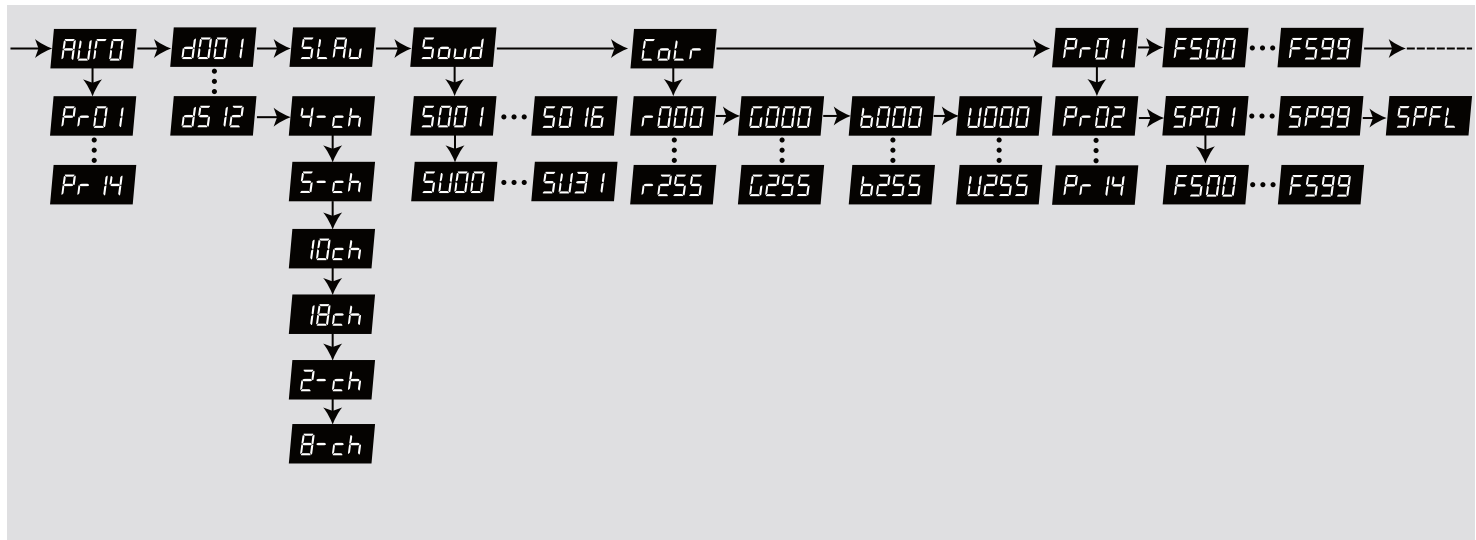 AUTO d001 SLAv Soud CoLr Pr01 FS00 ... FS99
Pr01 d512 4-ch S001 ... S016 r000 G000 b000 U000 Pr02 SP01 ... SP99 SPFL
Pr14 5-ch SU00 ... SU31 r255 G255 b255 U255 Pr14 FS00 ... FS99
10ch
18ch
2-ch
8-ch